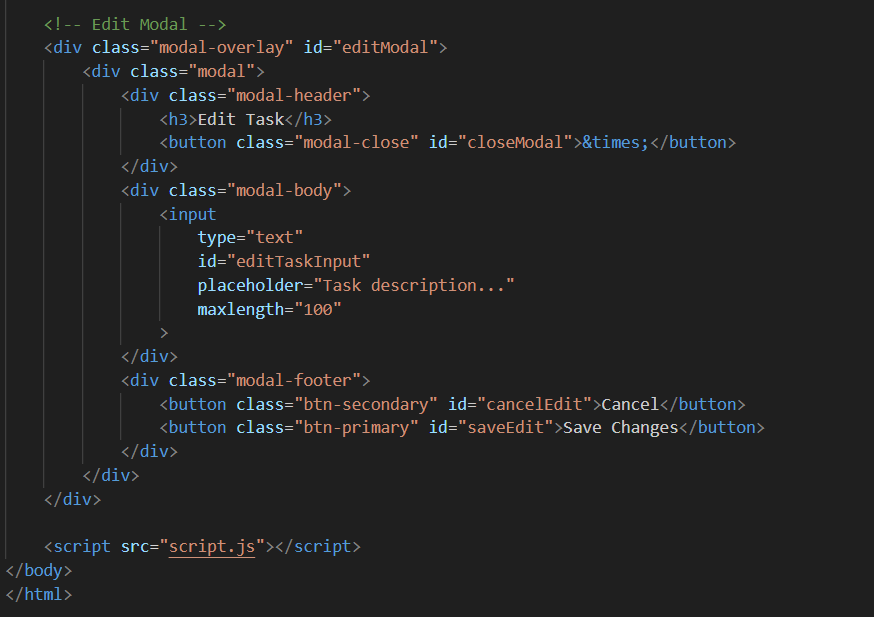 <!-- Edit Modal -->
<div class="modal-overlay" id="editModal">
<div class="modal">
<div class="modal-header">
<h3>Edit Task</h3>
<button class="modal-close" id="closeModal">&times;</button>
</div>
<div class="modal-body">
<input
type="text"
id="editTaskInput"
placeholder="Task description..."
maxlength="100"
>
</div>
<div class="modal-footer">
<button class="btn-secondary" id="cancelEdit">Cancel</button>
<button class="btn-primary" id="saveEdit">Save Changes</button>
</div>
</div>
</div>
<script src="script.js"></script>
</body>
</html>